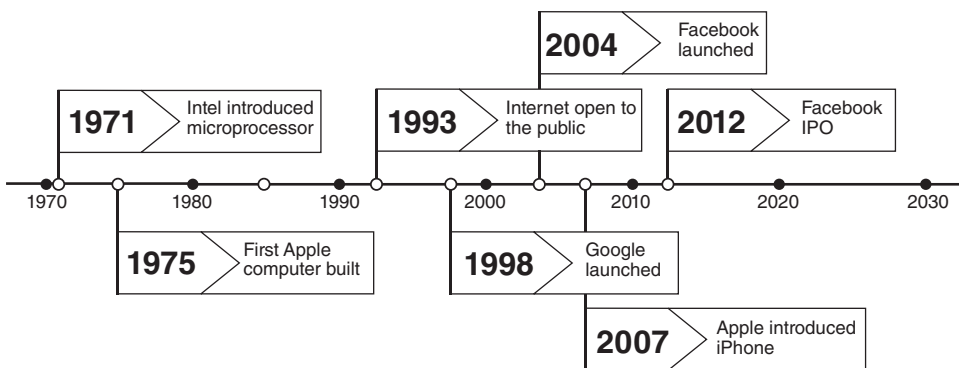 2004
Facebook
launched
1971
Intel introduced
microprocessor
1993
Internet open to
the public
2012
Facebook
IPO
1970
1980
1990
2000
2010
2020
2030
1975
First Apple
computer built
1998
Google
launched
2007
Apple introduced
iPhone